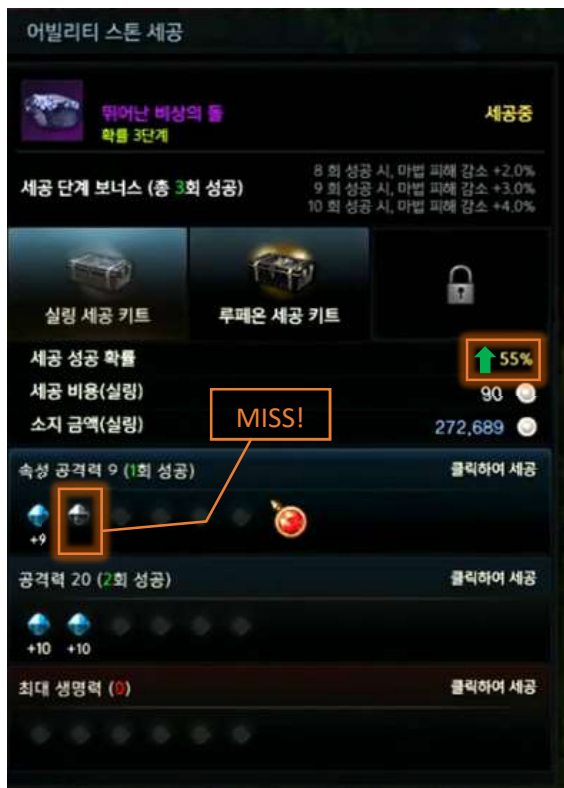 어빌리티 스톤 세공
뛰어난 비상의 돌
확률 3단계
세공중
세공 단계 보너스 (총 3회 성공)
8 회 성공 시, 마법 피해 감소 +2.0%
9 회 성공 시, 마법 피해 감소 +3.0%
10 회 성공 시, 마법 피해 감소 +4.0%
실링 세공 키트
루페온 세공 키트
세공 성공 확률 55%
세공 비용(실링) 90
소지 금액(실링) 272,689
MISS!
속성 공격력 9 (1회 성공) 클릭하여 세공
+9
공격력 20 (2회 성공) 클릭하여 세공
+10 +10
최대 생명력 (0) 클릭하여 세공